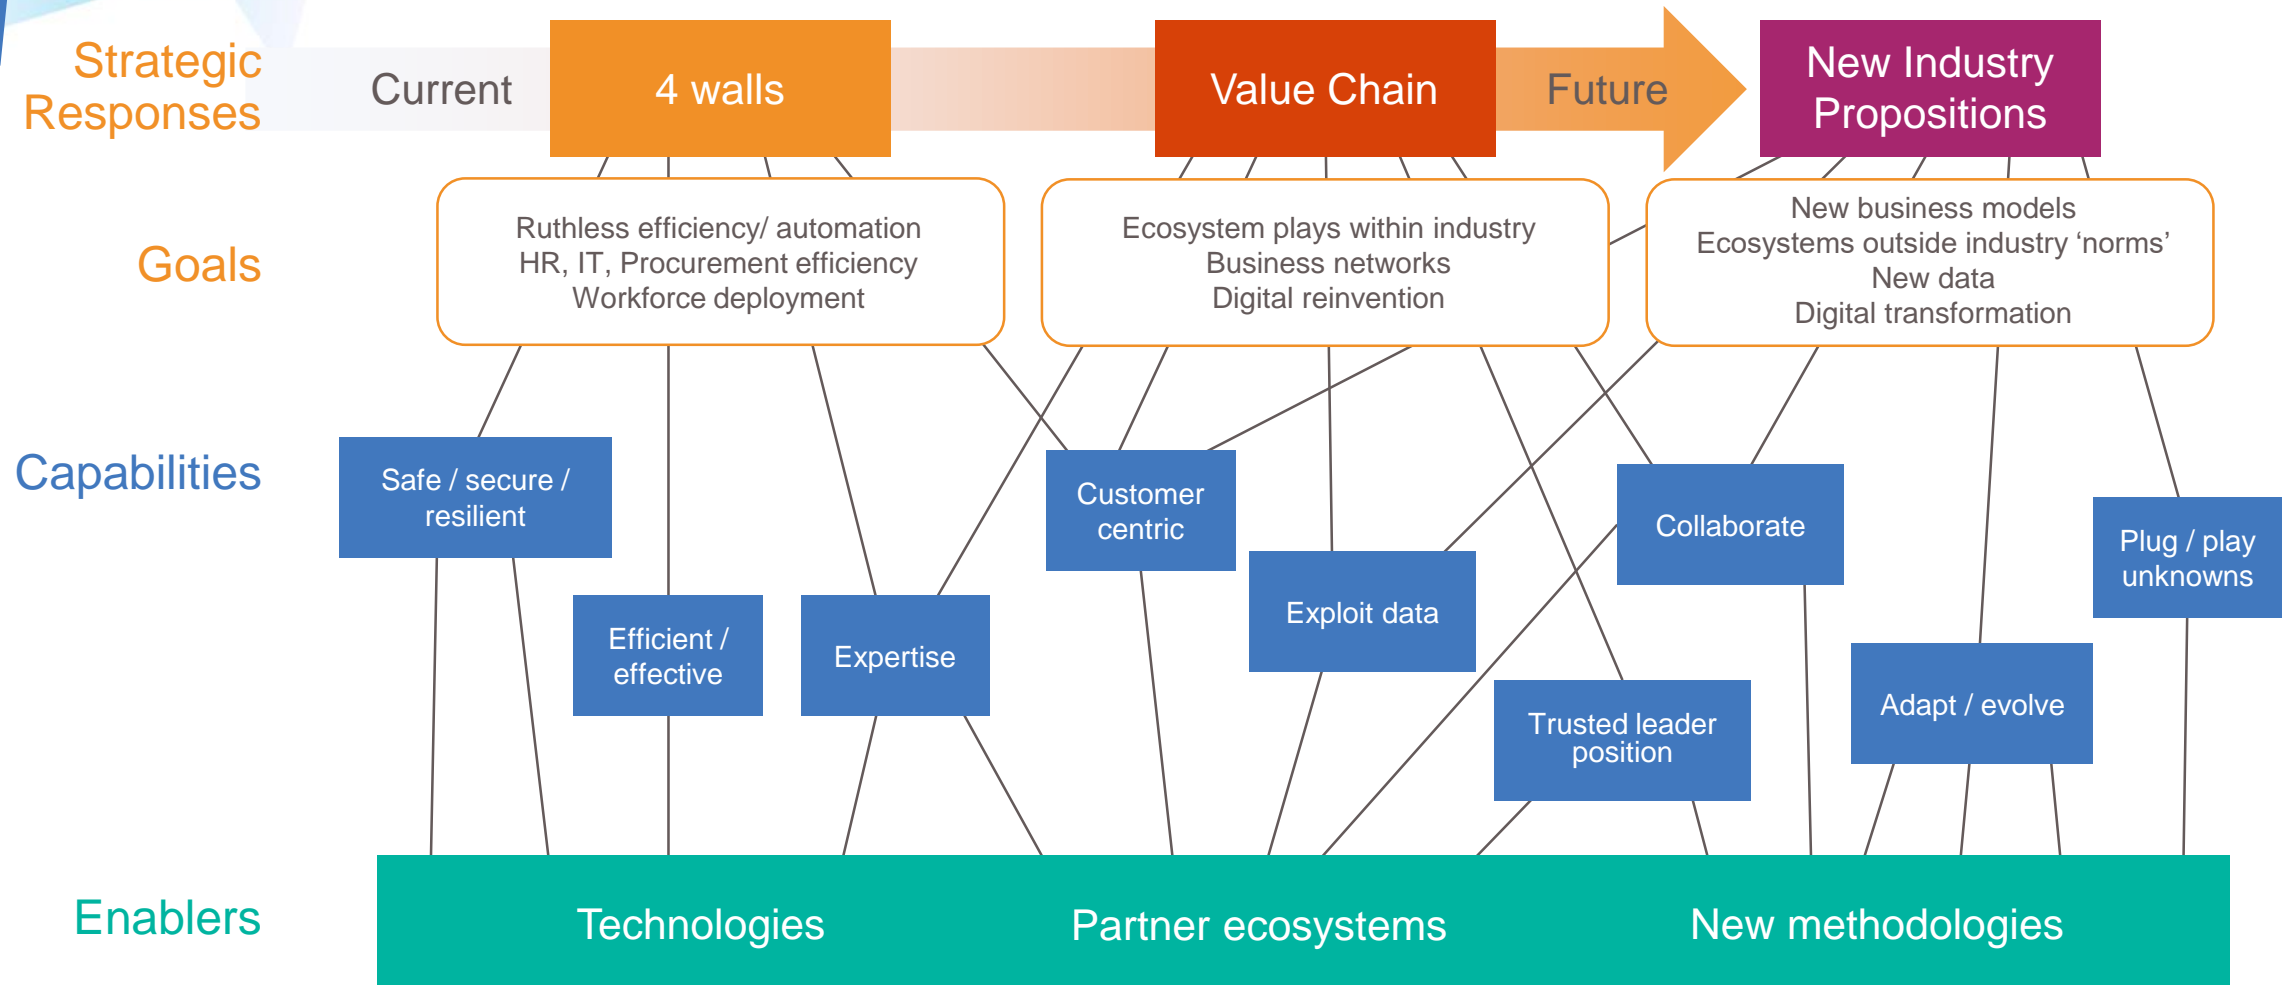 Strategic
Responses
Current
4 walls
Value Chain
Future
New Industry
Propositions
Goals
Ruthless efficiency/ automation
HR, IT, Procurement efficiency
Workforce deployment
Ecosystem plays within industry
Business networks
Digital reinvention
New business models
Ecosystems outside industry ‘norms’
New data
Digital transformation
Capabilities
Safe / secure /
resilient
Efficient /
effective
Expertise
Customer
centric
Exploit data
Trusted leader
position
Collaborate
Adapt / evolve
Plug / play
unknowns
Enablers
Technologies
Partner ecosystems
New methodologies